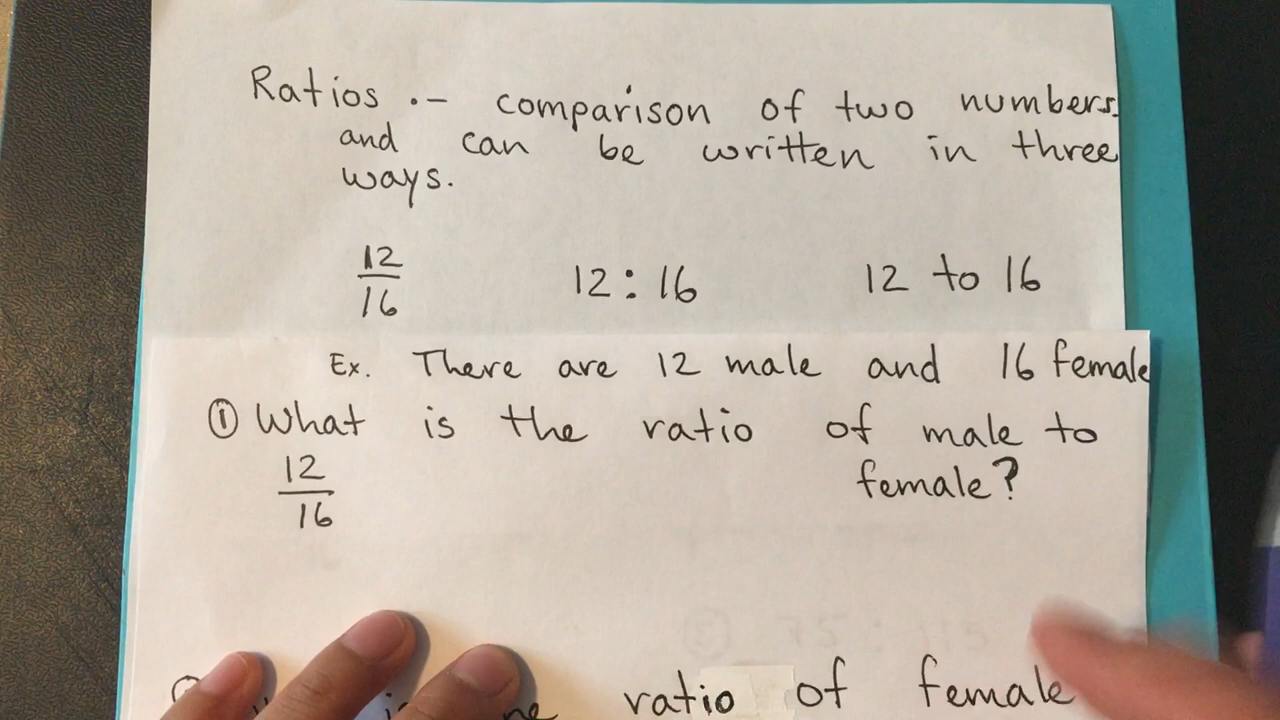 Ratios :- comparison of two numbers.
and can be written in three
ways.
12/16 12:16 12 to 16
Ex. There are 12 male and 16 female
① What is the ratio of male to
female?
12/16
ratio of female